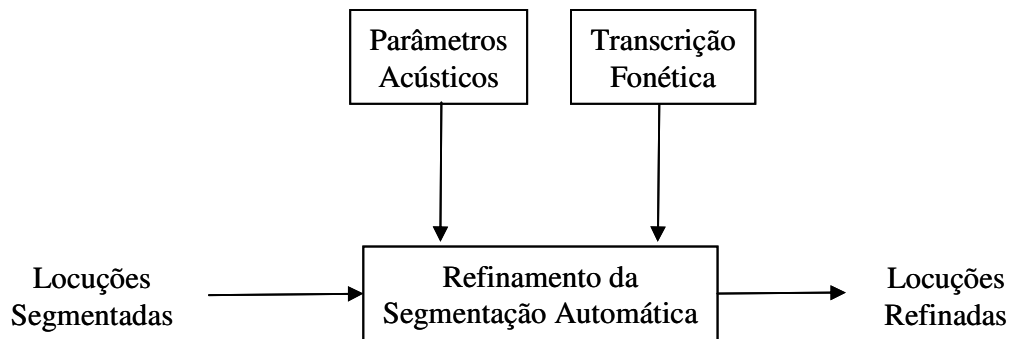 Parâmetros
Acústicos
Transcrição
Fonética
Locuções
Segmentadas
Refinamento da
Segmentação Automática
Locuções
Refinadas